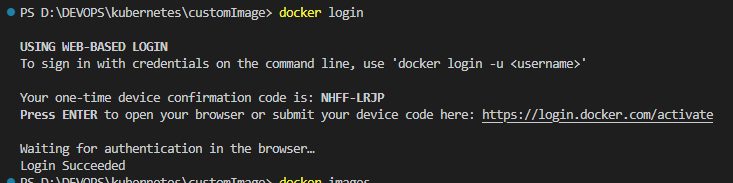 PS D:\DEVOPS\kubernetes\customImage> docker login
USING WEB-BASED LOGIN
To sign in with credentials on the command line, use 'docker login -u <username>'
Your one-time device confirmation code is: NHFF-LRJP
Press ENTER to open your browser or submit your device code here: https://login.docker.com/activate
Waiting for authentication in the browser…
Login Succeeded
PS D:\DEVOPS\kubernetes\customImage> docker images